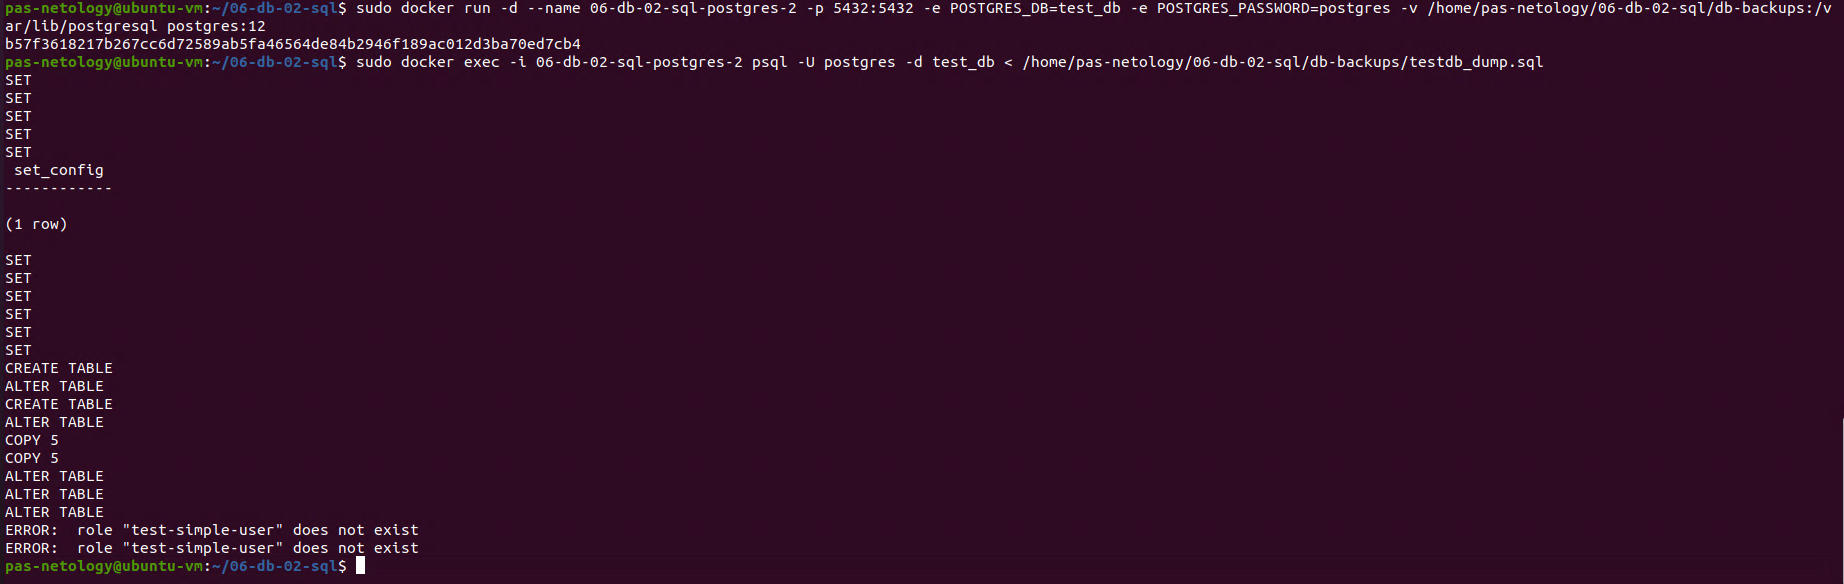 pas-netology@ubuntu-vm:~/06-db-02-sql$ sudo docker run -d --name 06-db-02-sql-postgres-2 -p 5432:5432 -e POSTGRES_DB=test_db -e POSTGRES_PASSWORD=postgres -v /home/pas-netology/06-db-02-sql/db-backups:/v
ar/lib/postgresql postgres:12
b57f3618217b267cc6d72589ab5fa46564de84b2946f189ac012d3ba70ed7cb4
pas-netology@ubuntu-vm:~/06-db-02-sql$ sudo docker exec -i 06-db-02-sql-postgres-2 psql -U postgres -d test_db < /home/pas-netology/06-db-02-sql/db-backups/testdb_dump.sql
SET
SET
SET
SET
SET
 set_config
------------

(1 row)

SET
SET
SET
SET
SET
SET
CREATE TABLE
ALTER TABLE
CREATE TABLE
ALTER TABLE
COPY 5
COPY 5
ALTER TABLE
ALTER TABLE
ALTER TABLE
ERROR:  role "test-simple-user" does not exist
ERROR:  role "test-simple-user" does not exist
pas-netology@ubuntu-vm:~/06-db-02-sql$